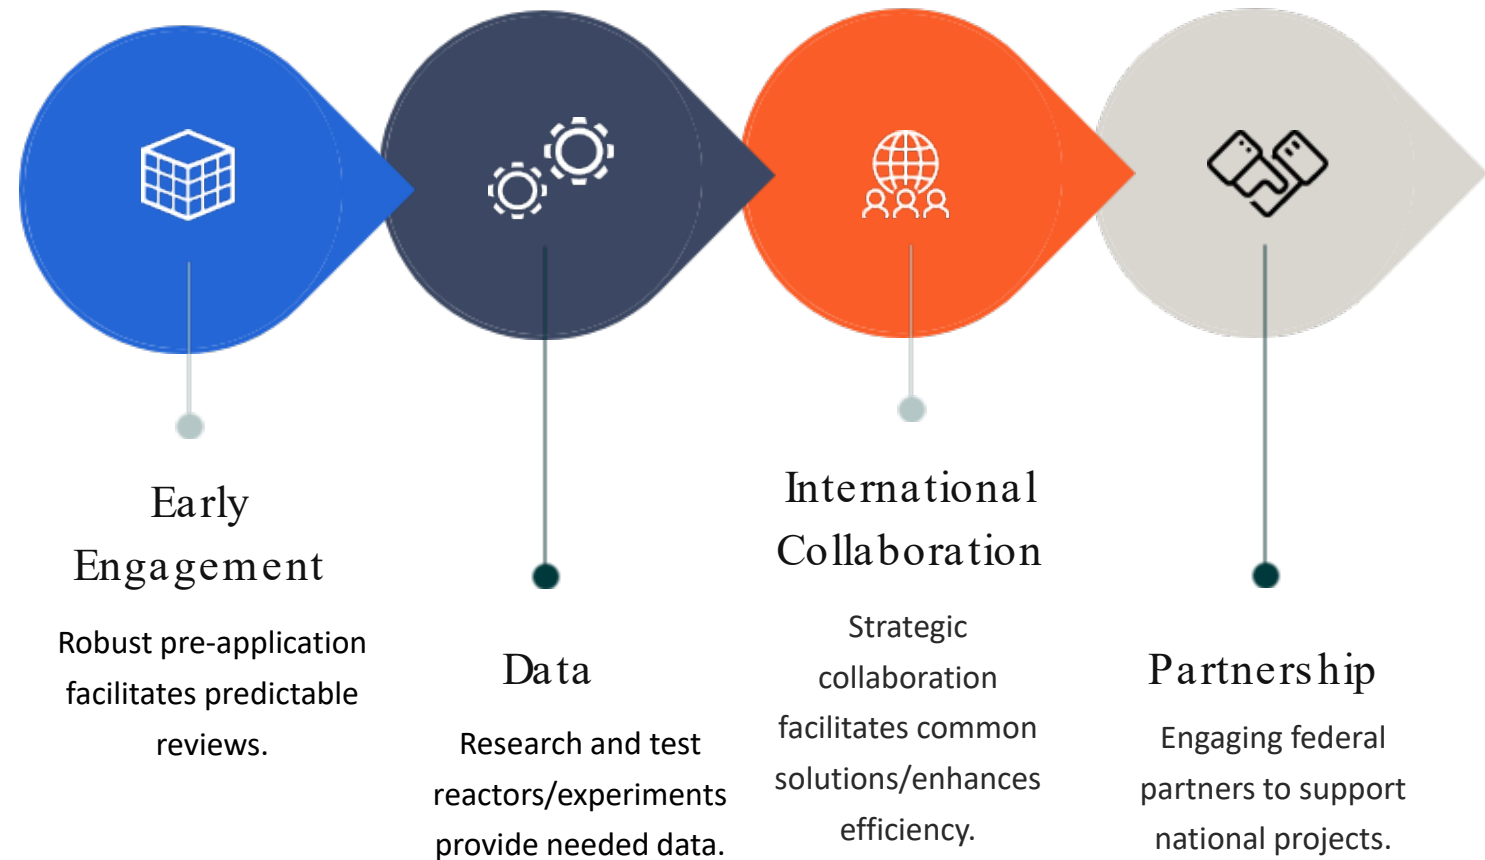 Early
Engagement
Robust pre-application
facilitates predictable
reviews.
Data
Research and test
reactors/experiments
provide needed data.
International
Collaboration
Strategic
collaboration
facilitates common
solutions/enhances
efficiency.
Partnership
Engaging federal
partners to support
national projects.